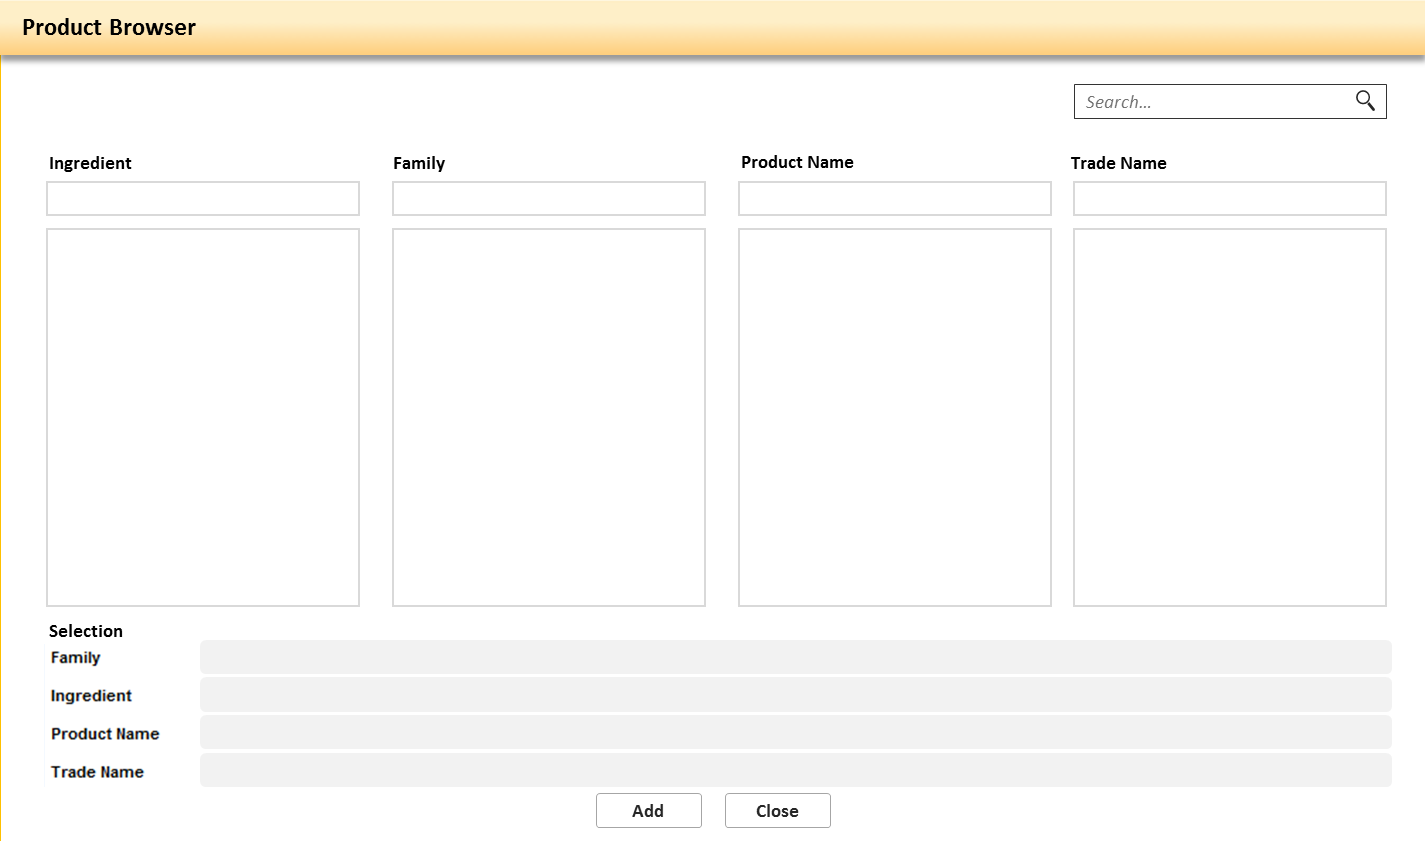 Product Browser
Search...
Ingredient
Family
Product Name
Trade Name
Selection
Family
Ingredient
Product Name
Trade Name
Add
Close